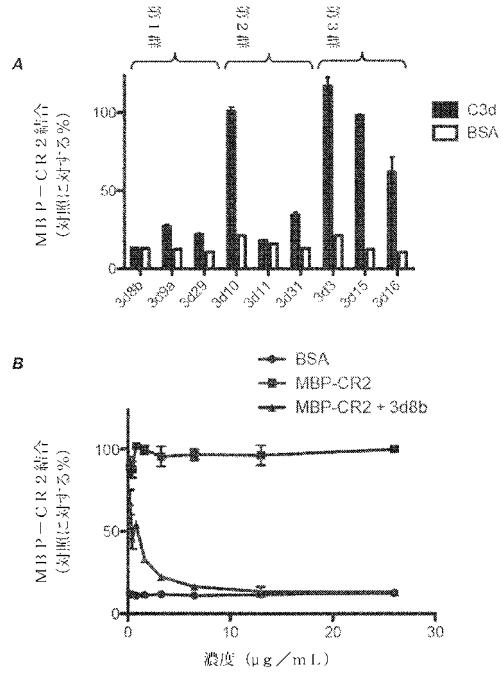 第1群
第2群
第3群
A
MBP-CR2結合
(対照に対する%)
100
50
0
C3d
BSA
3d8b
3d9a
3d29
3d10
3d11
3d31
3d3
3d15
3d16
B
BSA
MBP-CR2
MBP-CR2 + 3d8b
MBP-CR2結合
(対照に対する%)
100
50
0
0
10
20
30
濃度 (μg/mL)